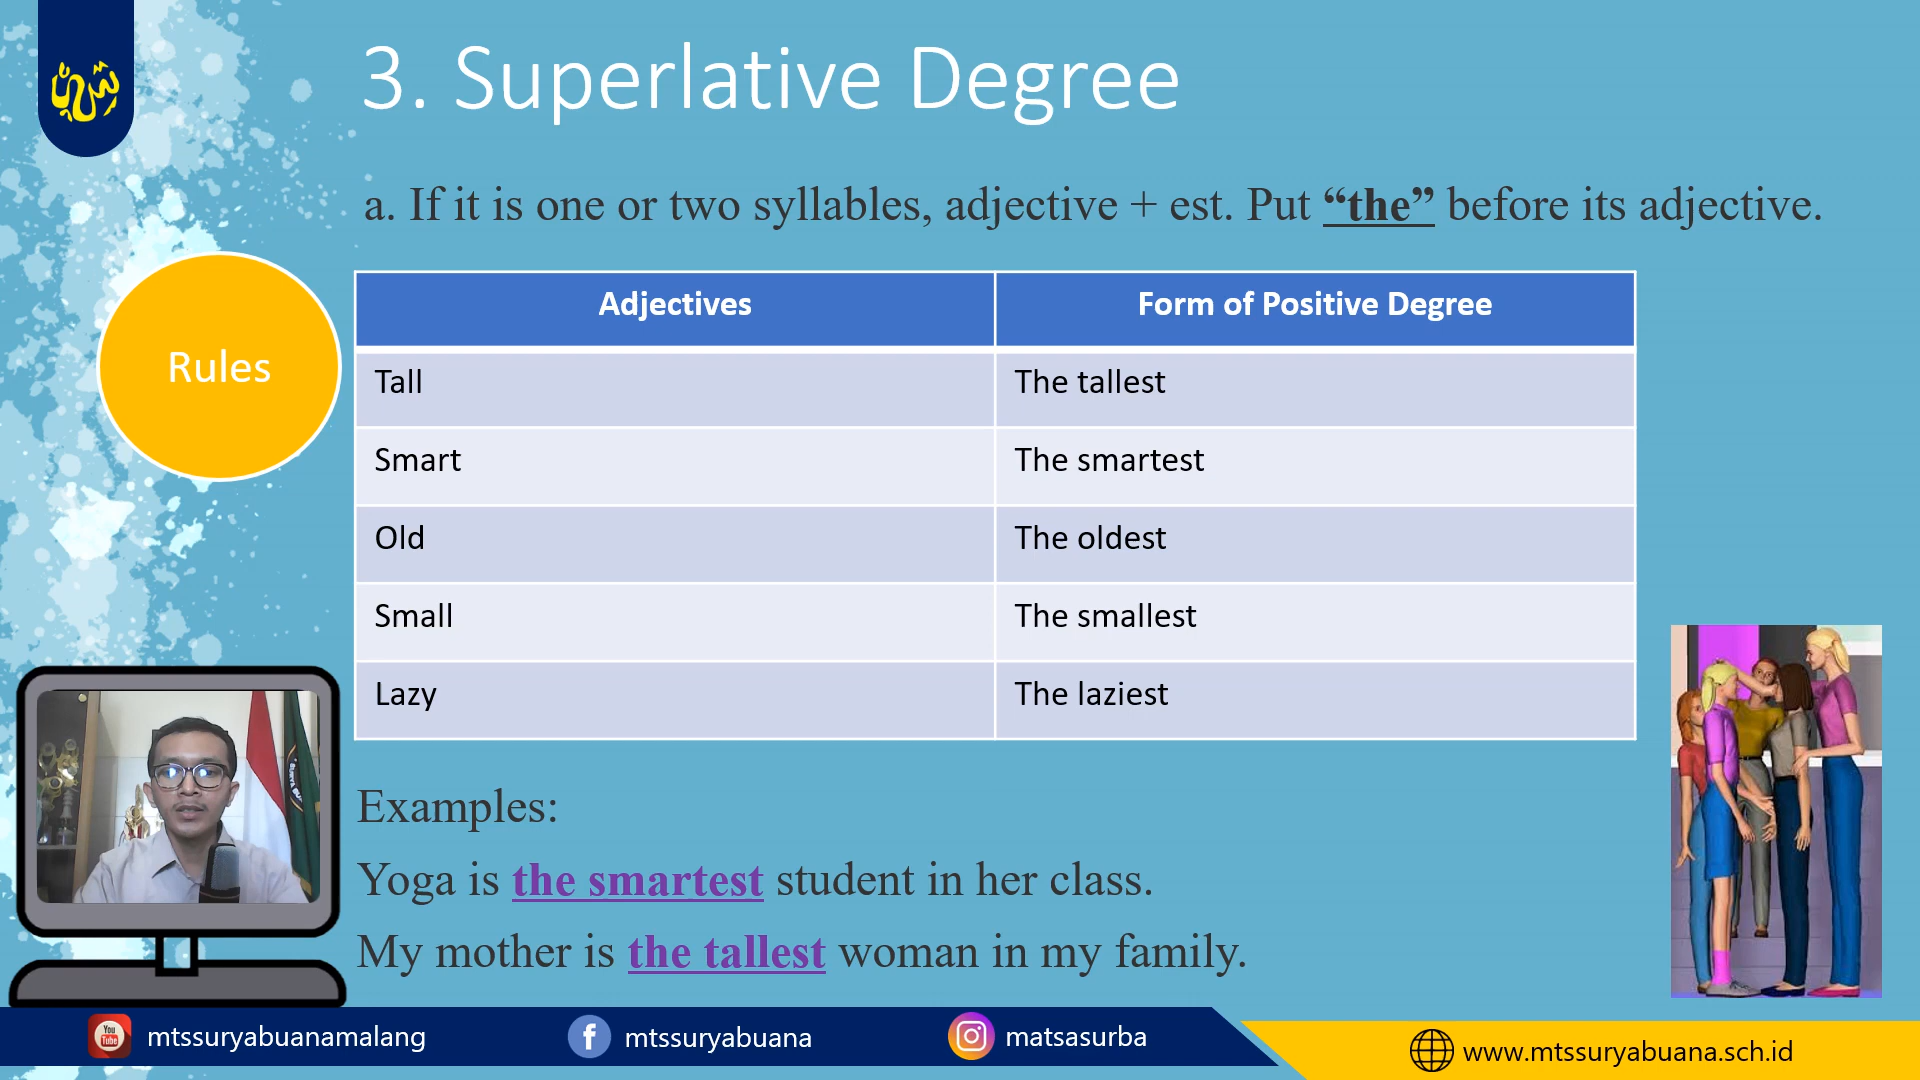 3. Superlative Degree
a. If it is one or two syllables, adjective + est. Put “the” before its adjective.
Rules
Adjectives Form of Positive Degree
Tall The tallest
Smart The smartest
Old The oldest
Small The smallest
Lazy The laziest
Examples:
Yoga is the smartest student in her class.
My mother is the tallest woman in my family.
You
Tube
mtssuryabuanamalang
mtssuryabuana
matsasurba
www.mtssuryabuana.sch.id